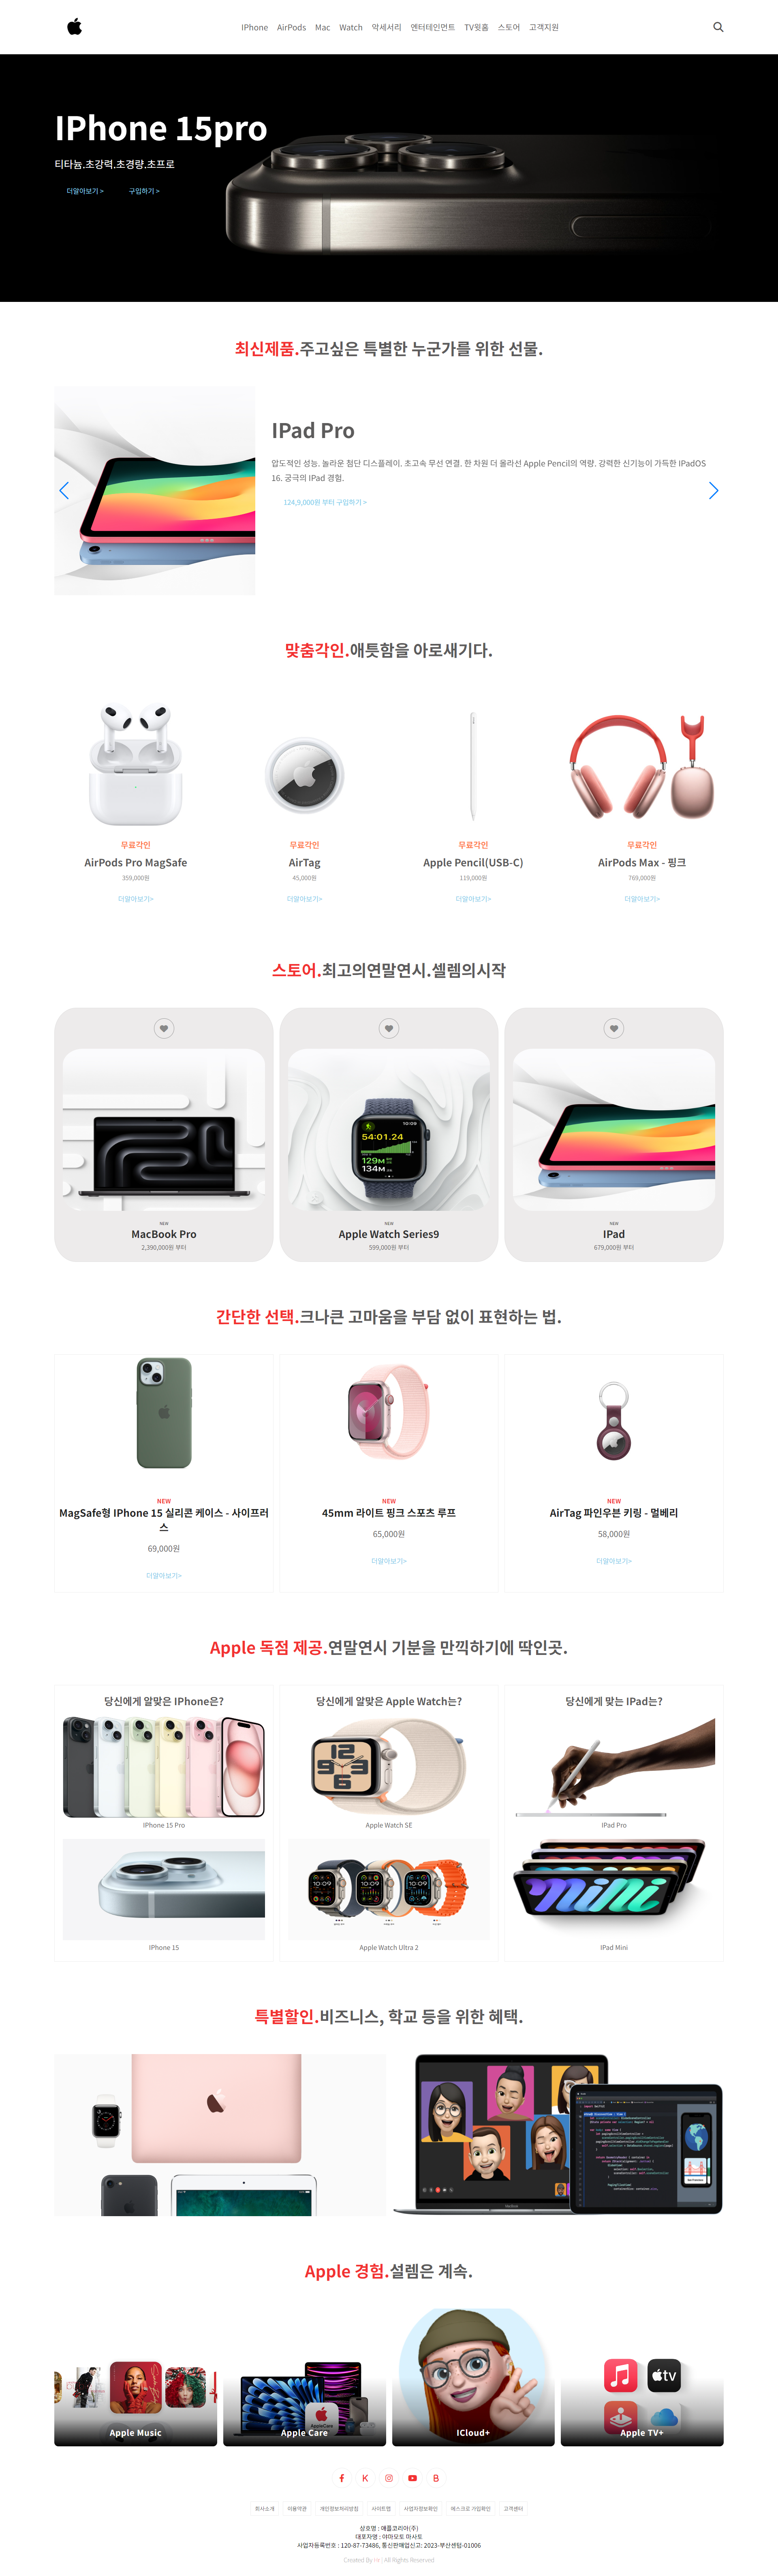 IPhone AirPods Mac Watch 악세서리 엔터테인먼트 TV및홈 스토어 고객지원
IPhone 15pro
티타늄.초강력.초경량.초프로
더알아보기 > 구입하기 >
최신제품.주고싶은 특별한 누군가를 위한 선물.
IPad Pro
압도적인 성능. 놀라운 첨단 디스플레이. 초고속 무선 연결. 한 차원 더 올라선 Apple Pencil의 역량. 강력한 신기능이 가득한 IPadOS
16. 궁극의 IPad 경험.
124,9,000원 부터 구입하기 >
맞춤각인.애틋함을 아로새기다.
무료각인
AirPods Pro MagSafe
359,000원
더알아보기>
무료각인
AirTag
45,000원
더알아보기>
무료각인
Apple Pencil(USB-C)
119,000원
더알아보기>
무료각인
AirPods Max - 핑크
769,000원
더알아보기>
스토어.최고의연말연시.셀렘의시작
NEW
MacBook Pro
2,390,000원 부터
10:09
54:01.24
129M
134M
NEW
Apple Watch Series9
599,000원 부터
NEW
IPad
679,000원 부터
간단한 선택.크나큰 고마움을 부담 없이 표현하는 법.
NEW
MagSafe형 IPhone 15 실리콘 케이스 - 사이프러
스
69,000원
더알아보기>
NEW
45mm 라이트 핑크 스포츠 루프
65,000원
더알아보기>
NEW
AirTag 파인우븐 키링 - 멀베리
58,000원
더알아보기>
Apple 독점 제공.연말연시 기분을 만끽하기에 딱인곳.
당신에게 알맞은 IPhone은?
IPhone 15 Pro
IPhone 15
당신에게 알맞은 Apple Watch는?
12
9 3
6
Apple Watch SE
Apple Watch Ultra 2
당신에게 맞는 IPad는?
IPad Pro
IPad Mini
특별할인.비즈니스, 학교 등을 위한 혜택.
Apple 경험.설렘은 계속.
Apple Music
AppleCare
Apple Care
ICloud+
tv
Apple TV+
회사소개 이용약관 개인정보처리방침 사이트맵 사업자정보확인 에스크로 가입확인 고객센터
상호명 : 애플코리아(주)
대표자명 : 야마모토 마사토
사업자등록번호 : 120-87-73486, 통신판매업신고: 2023-부산센텀-01006